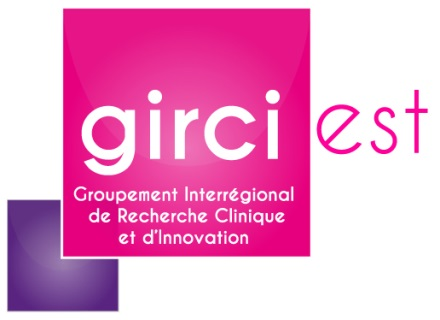 girci est
Groupement Interrégional
de Recherche Clinique
et d'Innovation